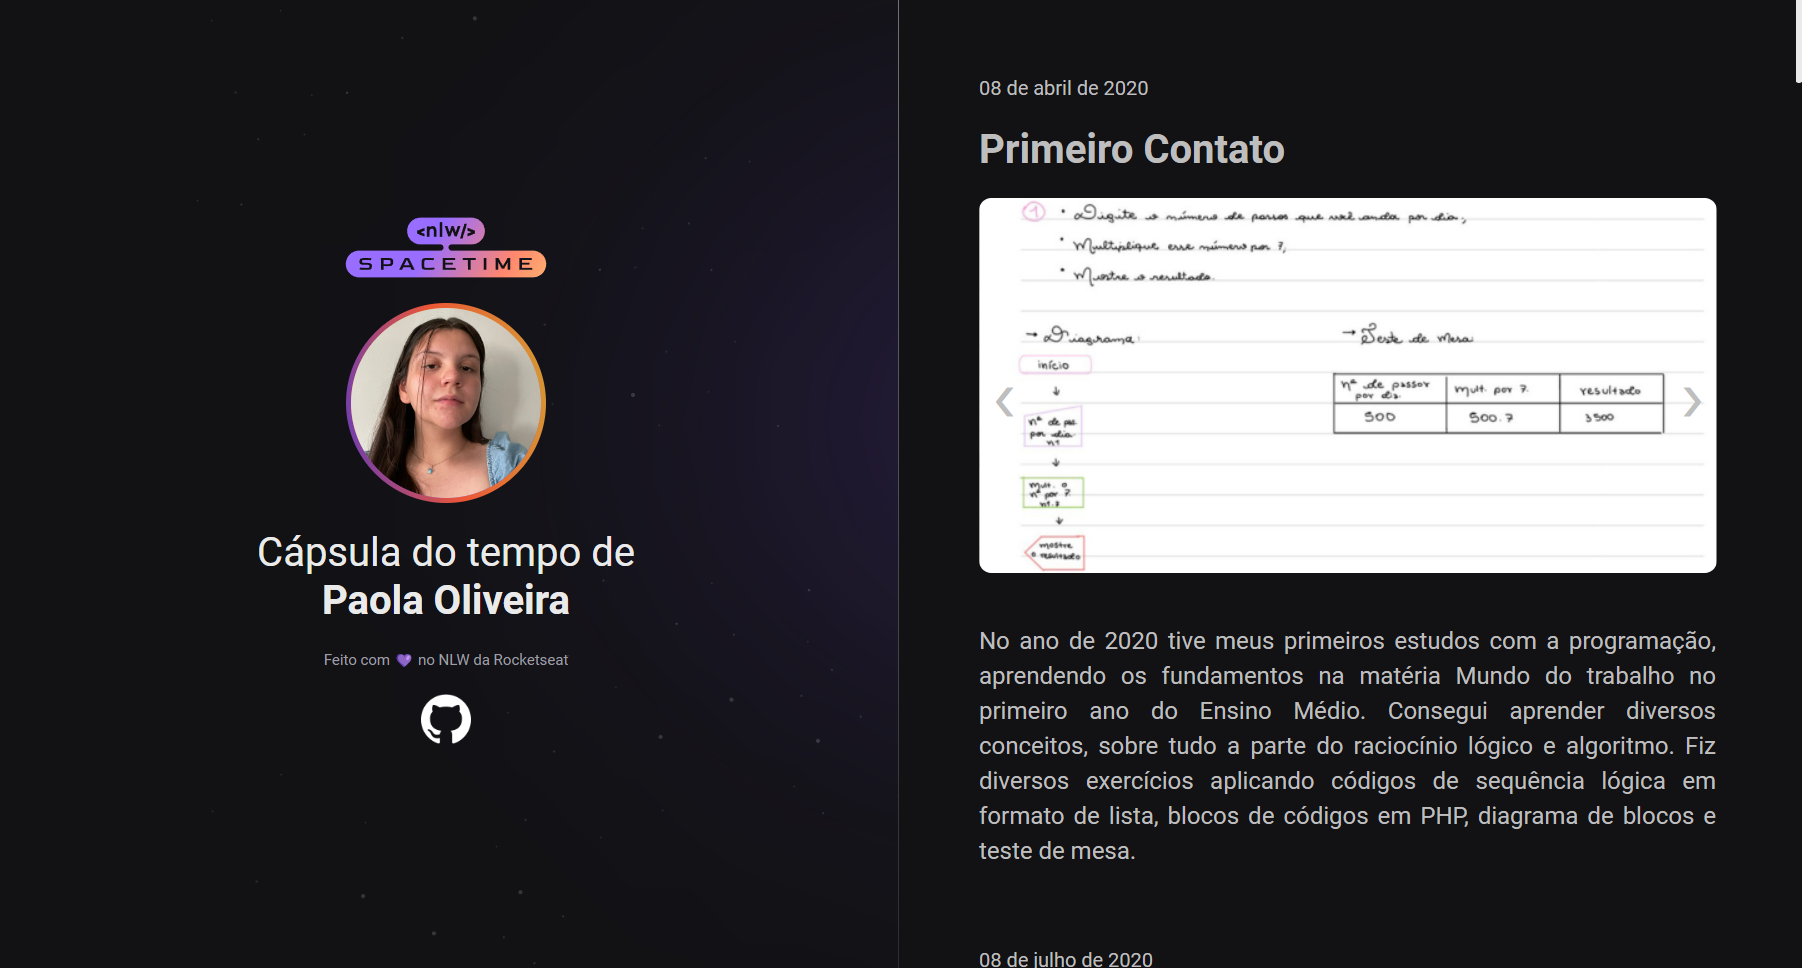 <nlw/>
SPACETIME
Cápsula do tempo de
Paola Oliveira
Feito com 💜 no NLW da Rocketseat
08 de abril de 2020
Primeiro Contato
1 • Digite o número de passos que você anda por dia;
• Multiplique esse número por 7;
• Mostre o resultado.
→ Diagrama:
início
↓
nº de pas
por dia
n1
↓
mult. o
nº por 7.
n1.7
↓
mostre
o resultado
→ Teste de Mesa
nº de passos por dia. mult. por 7. resultado
500 500.7 3500
No ano de 2020 tive meus primeiros estudos com a programação,
aprendendo os fundamentos na matéria Mundo do trabalho no
primeiro ano do Ensino Médio. Consegui aprender diversos
conceitos, sobre tudo a parte do raciocínio lógico e algoritmo. Fiz
diversos exercícios aplicando códigos de sequência lógica em
formato de lista, blocos de códigos em PHP, diagrama de blocos e
teste de mesa.
08 de julho de 2020